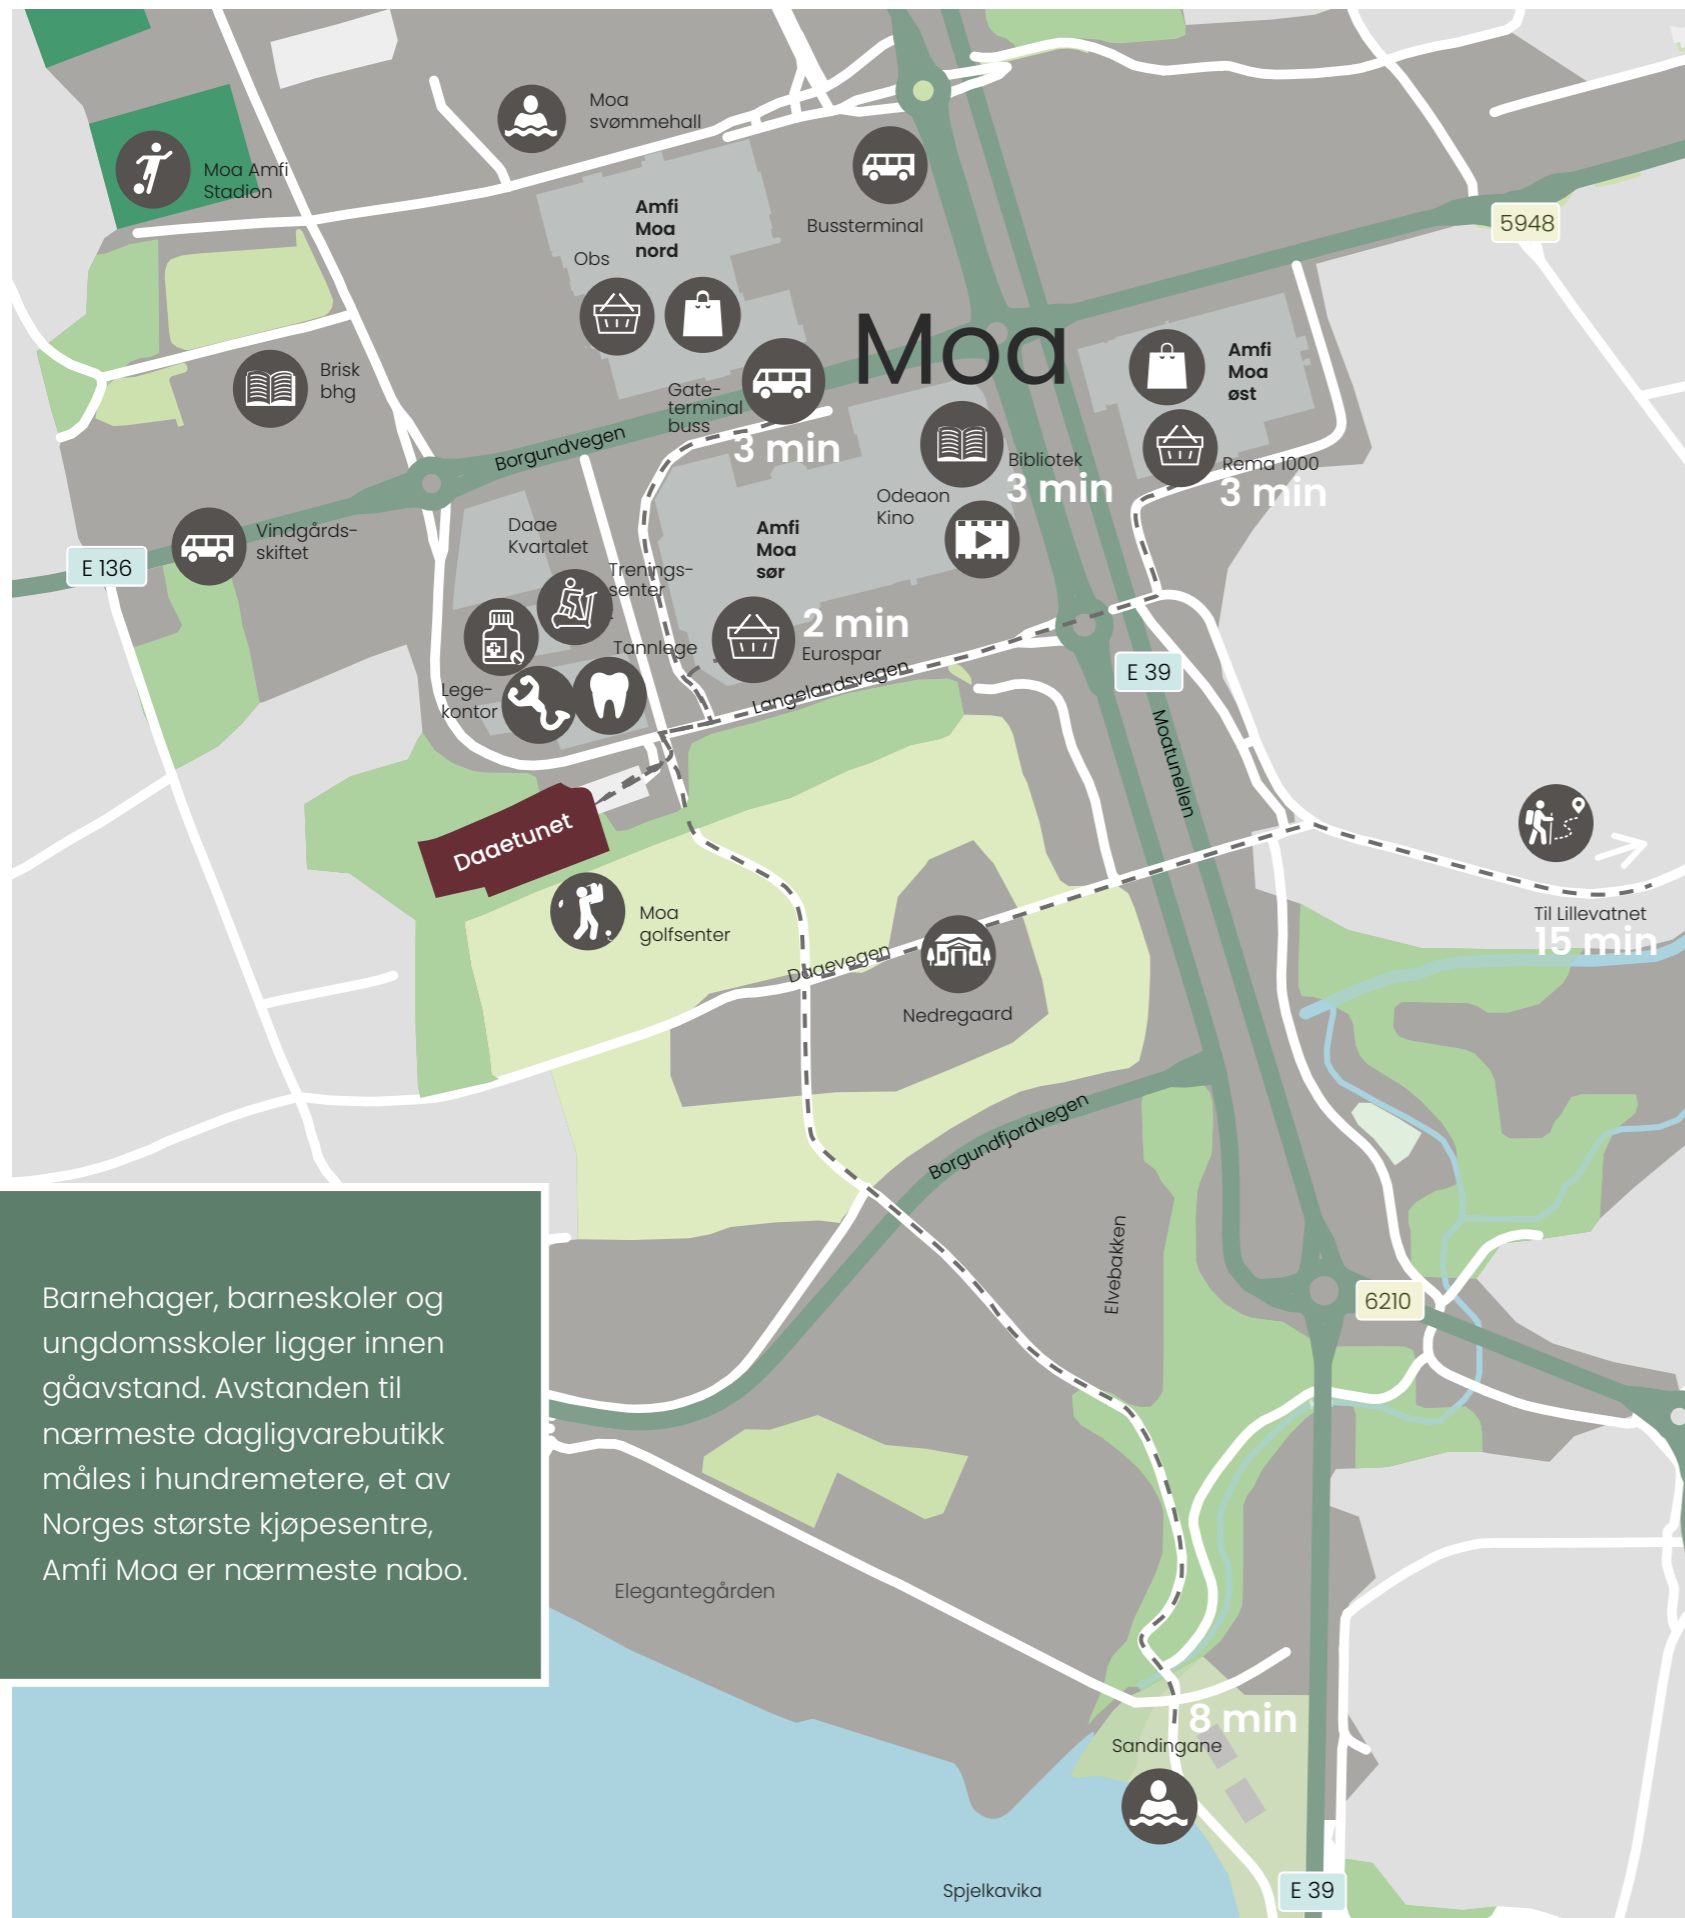 Moa
svømmehall
Moa Amfi
Stadion
Bussterminal
Amfi
Moa
nord
Obs
5948
Moa
Brisk
bhg
Gate-
terminal
buss
3 min
Amfi
Moa
øst
Borgundvegen
Bibliotek
3 min
Rema 1000
3 min
Odeaon
Kino
Vindgårds-
skiftet
E 136
Daae
Kvartalet
Amfi
Moa
sør
Trenings-
senter
2 min
Eurospar
Tannlege
Lege-
kontor
Langelandsvegen
E 39
Moatunellen
Daaetunet
Moa
golfsenter
Til Lillevatnet
15 min
Daaevegen
Nedregaard
Borgundfjordvegen
Elvebakken
6210
Barnehager, barneskoler og
ungdomsskoler ligger innen
gåavstand. Avstanden til
nærmeste dagligvarebutikk
måles i hundremetere, et av
Norges største kjøpesentre,
Amfi Moa er nærmeste nabo.
Elegantegården
8 min
Sandingane
Spjelkavika
E 39